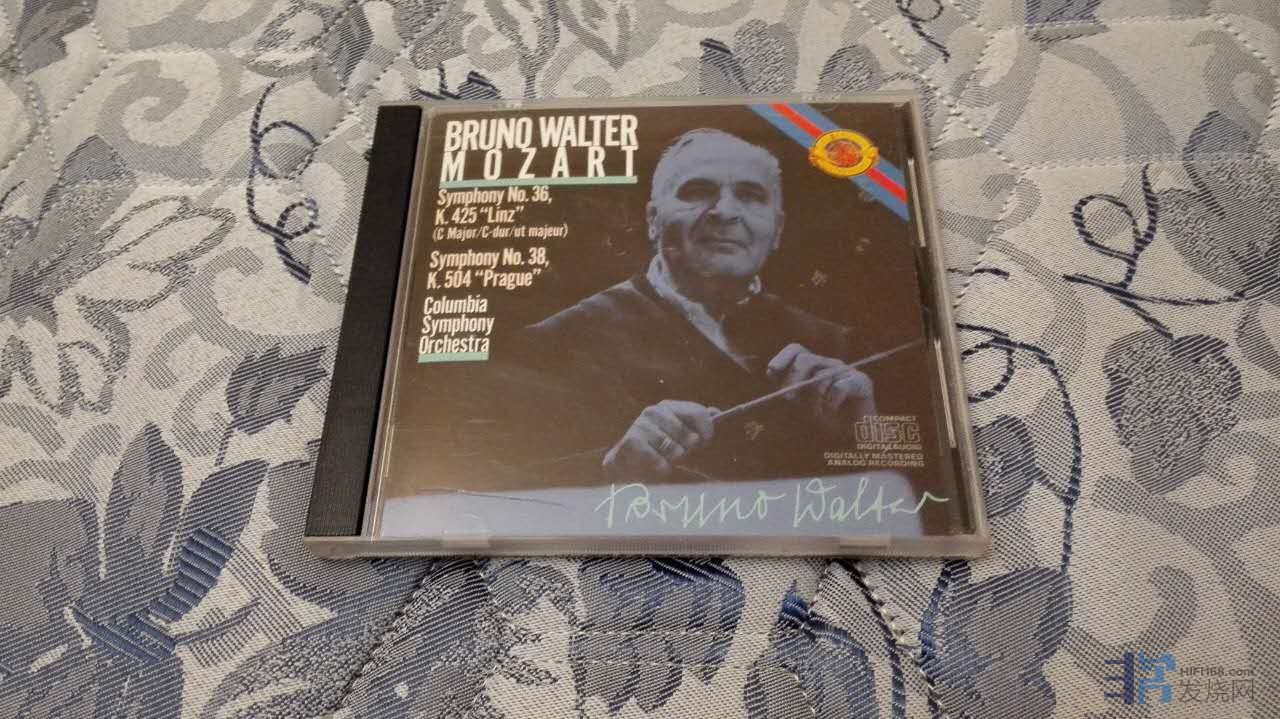 BRUNO WALTER
MOZART
Symphony No. 36,
K. 425 "Linz"
(C Major/C-dur/ut majeur)
Symphony No. 38,
K. 504 "Prague"
Columbia
Symphony
Orchestra
COMPACT
disc
DIGITAL AUDIO
DIGITALLY MASTERED
ANALOG RECORDING
Bruno Walter
HIFI168.com
发烧网